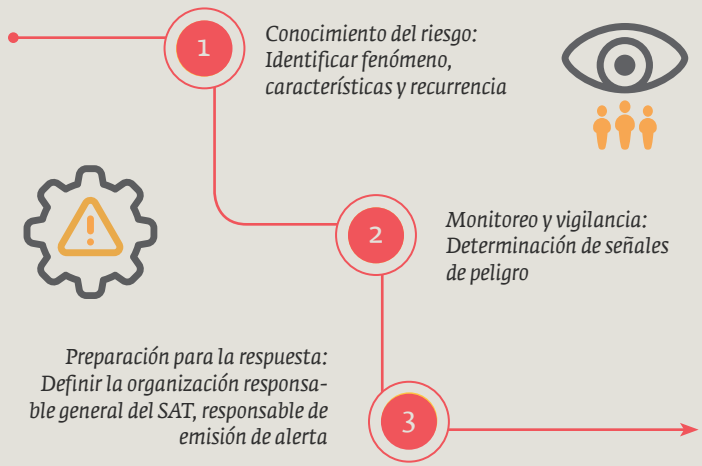 1
Conocimiento del riesgo:
Identificar fenómeno,
características y recurrencia
2
Monitoreo y vigilancia:
Determinación de señales
de peligro
Preparación para la respuesta:
Definir la organización responsa-
ble general del SAT, responsable de
emisión de alerta
3